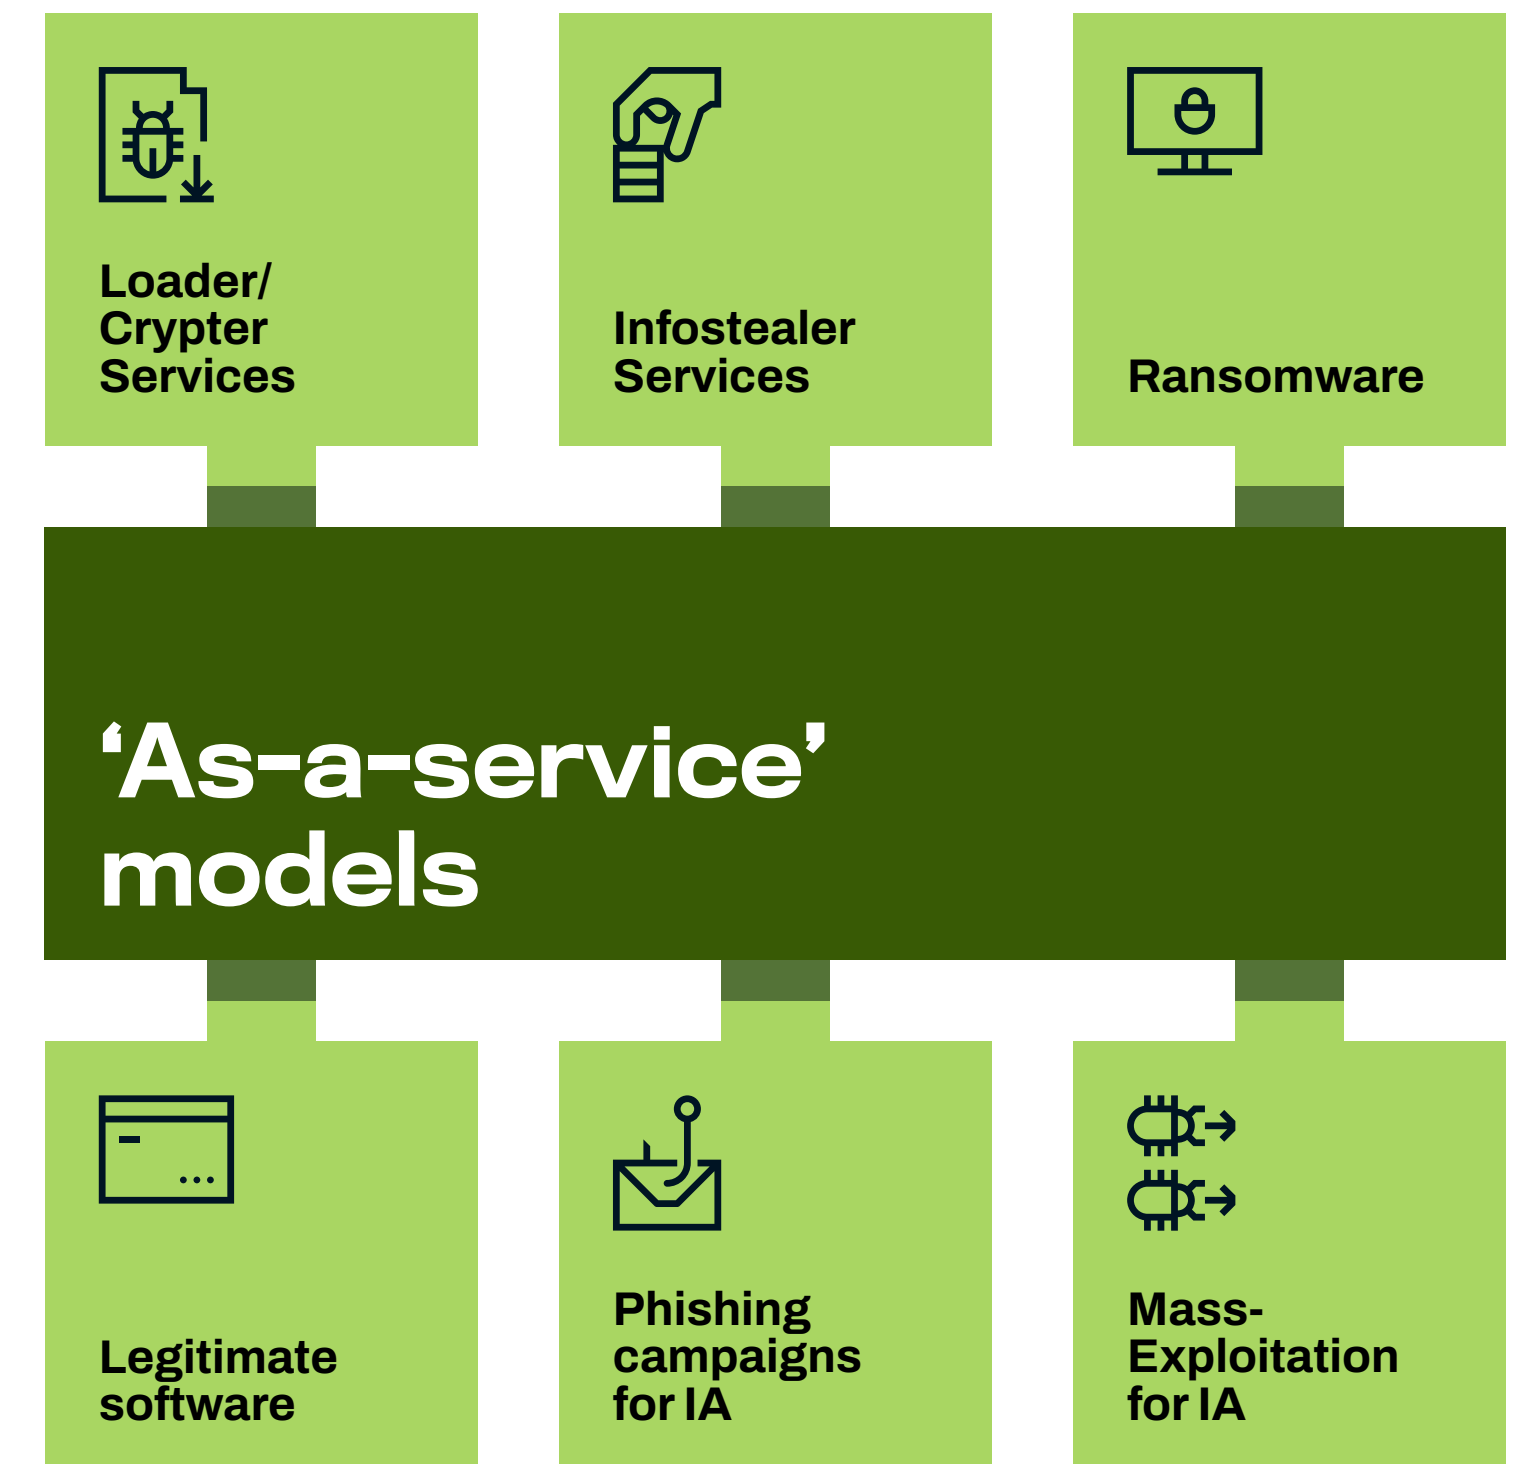 Loader/
Crypter
Services
Infostealer
Services
Ransomware
‘As-a-service’
models
Legitimate
software
Phishing
campaigns
for IA
Mass-
Exploitation
for IA